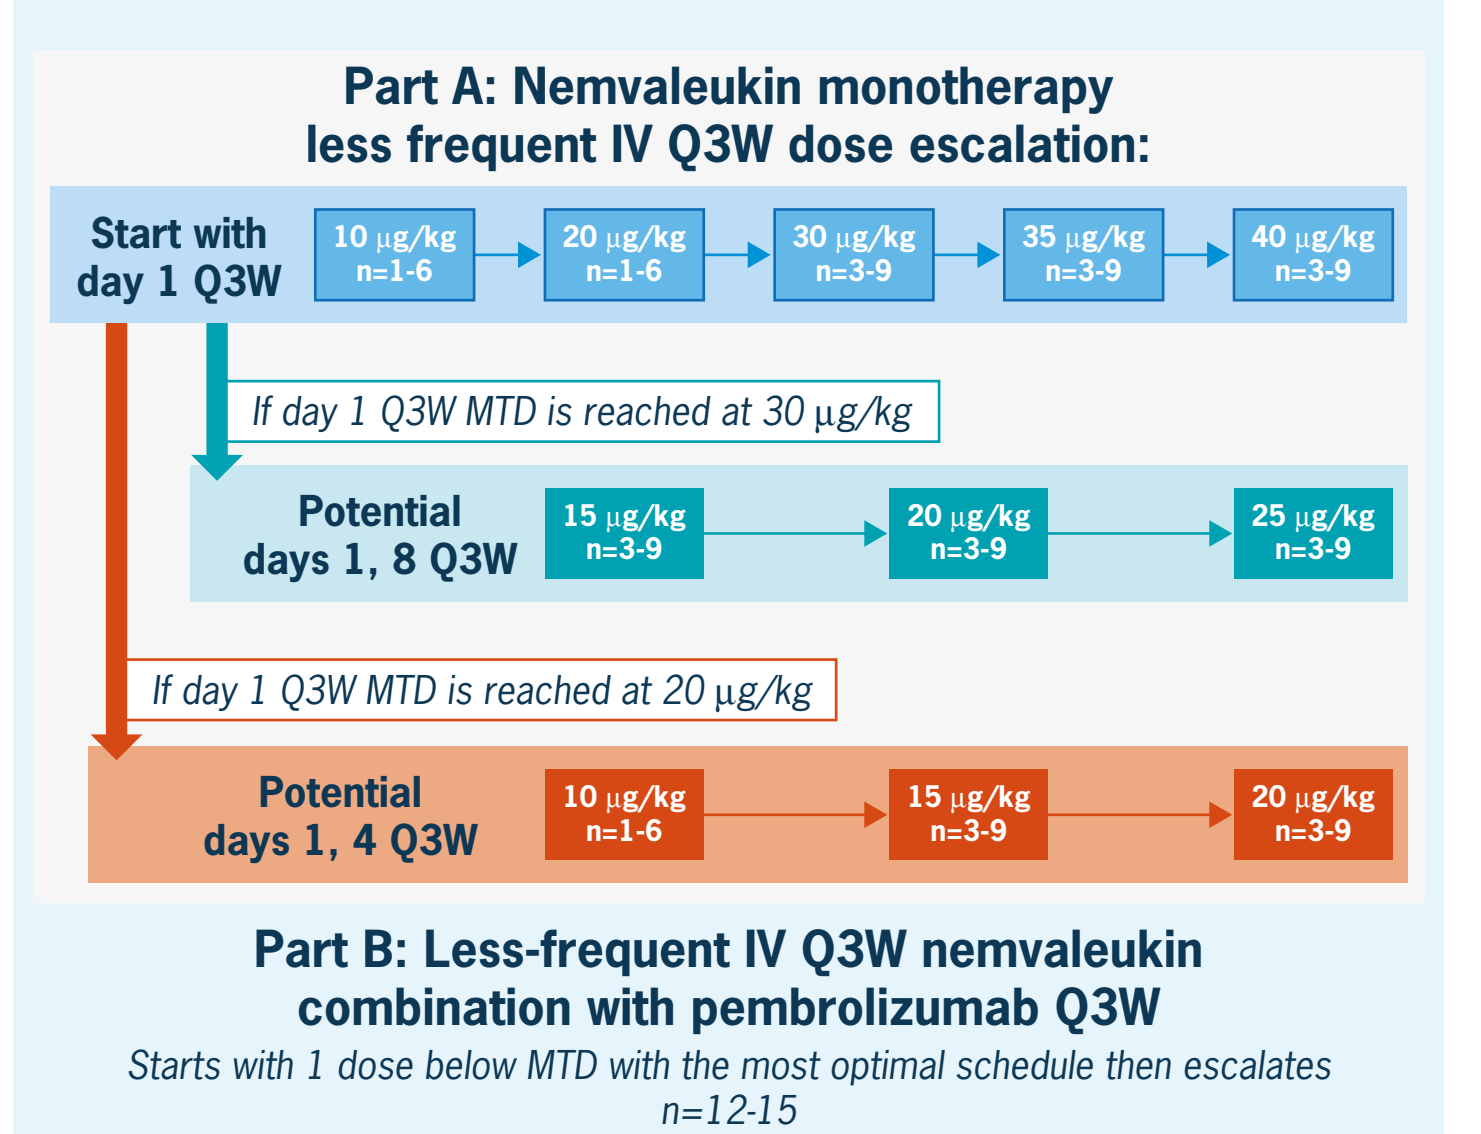 Part A: Nemvaleukin monotherapy
less frequent IV Q3W dose escalation:
Start with
day 1 Q3W
10 μg/kg
n=1-6
20 μg/kg
n=1-6
30 μg/kg
n=3-9
35 μg/kg
n=3-9
40 μg/kg
n=3-9
If day 1 Q3W MTD is reached at 30 μg/kg
Potential
days 1, 8 Q3W
15 μg/kg
n=3-9
20 μg/kg
n=3-9
25 μg/kg
n=3-9
If day 1 Q3W MTD is reached at 20 μg/kg
Potential
days 1, 4 Q3W
10 μg/kg
n=1-6
15 μg/kg
n=3-9
20 μg/kg
n=3-9
Part B: Less-frequent IV Q3W nemvaleukin
combination with pembrolizumab Q3W
Starts with 1 dose below MTD with the most optimal schedule then escalates
n=12-15